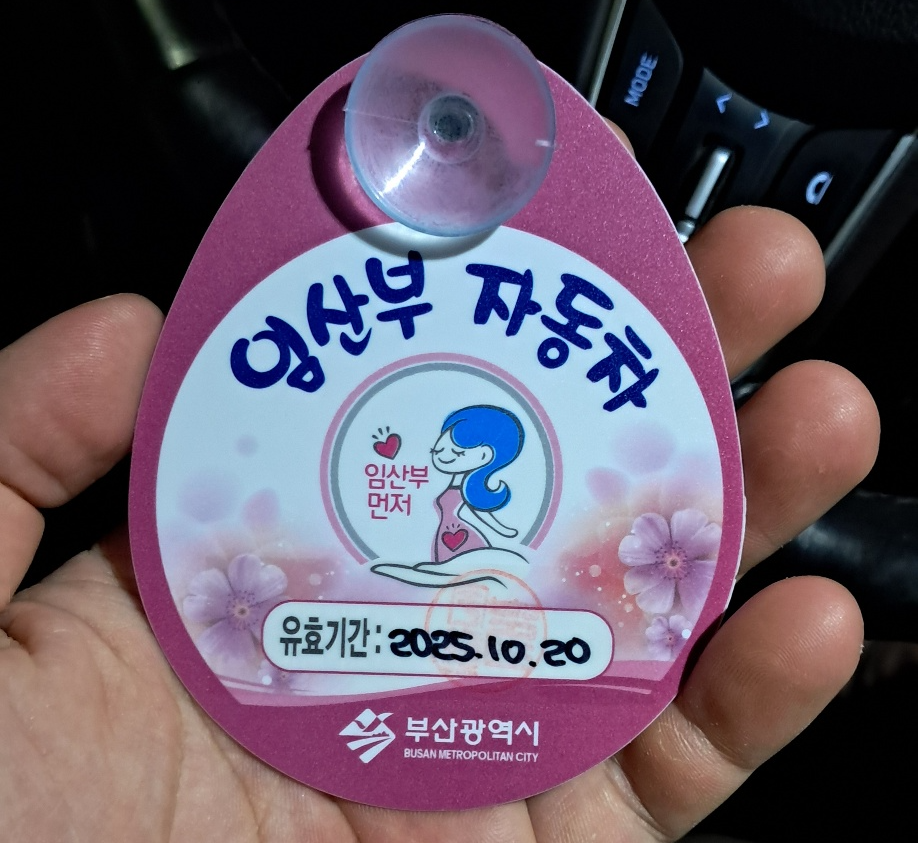 MODE
임산부 자동차
임산부
먼저
유효기간: 2025.10.20
부산광역시
BUSAN METROPOLITAN CITY